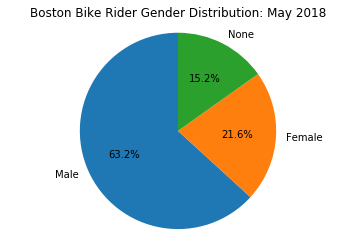 Boston Bike Rider Gender Distribution: May 2018
None
15.2%
21.6%
Female
63.2%
Male